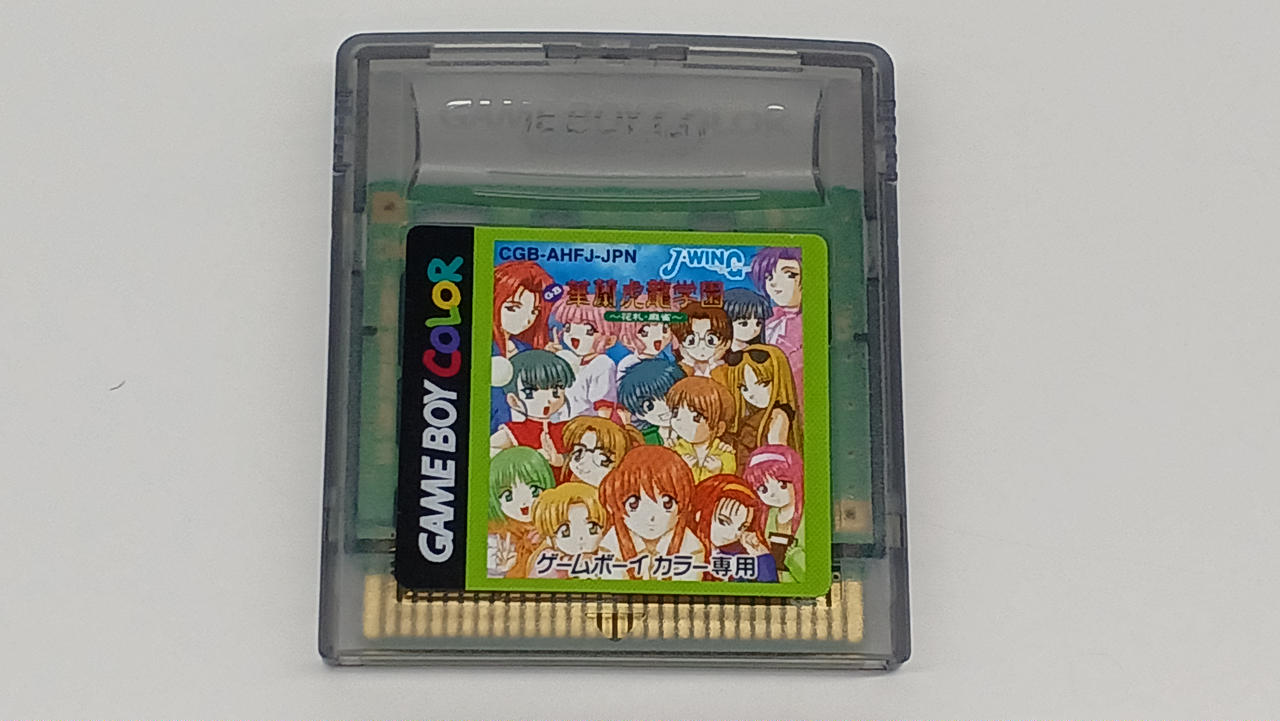 GAME BOY COLOR
GAME BOY COLOR
CGB-AHFJ-JPN
J-WING
GB 華蘭虎龍学園
〜花札・麻雀〜
ゲームボーイカラー専用